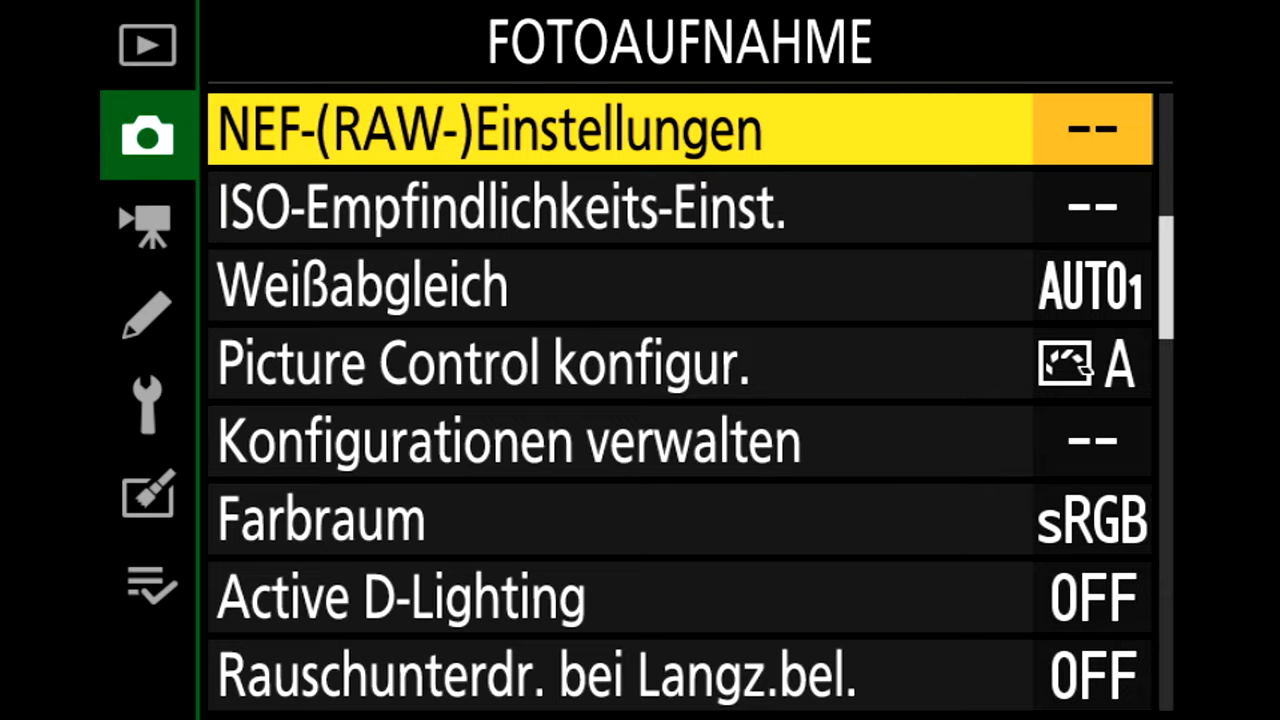 FOTOAUFNAHME
NEF-(RAW-)Einstellungen --
ISO-Empfindlichkeits-Einst. --
Weißabgleich AUTO1
Picture Control konfigur. A
Konfigurationen verwalten --
Farbraum sRGB
Active D-Lighting OFF
Rauschunterdr. bei Langz.bel. OFF